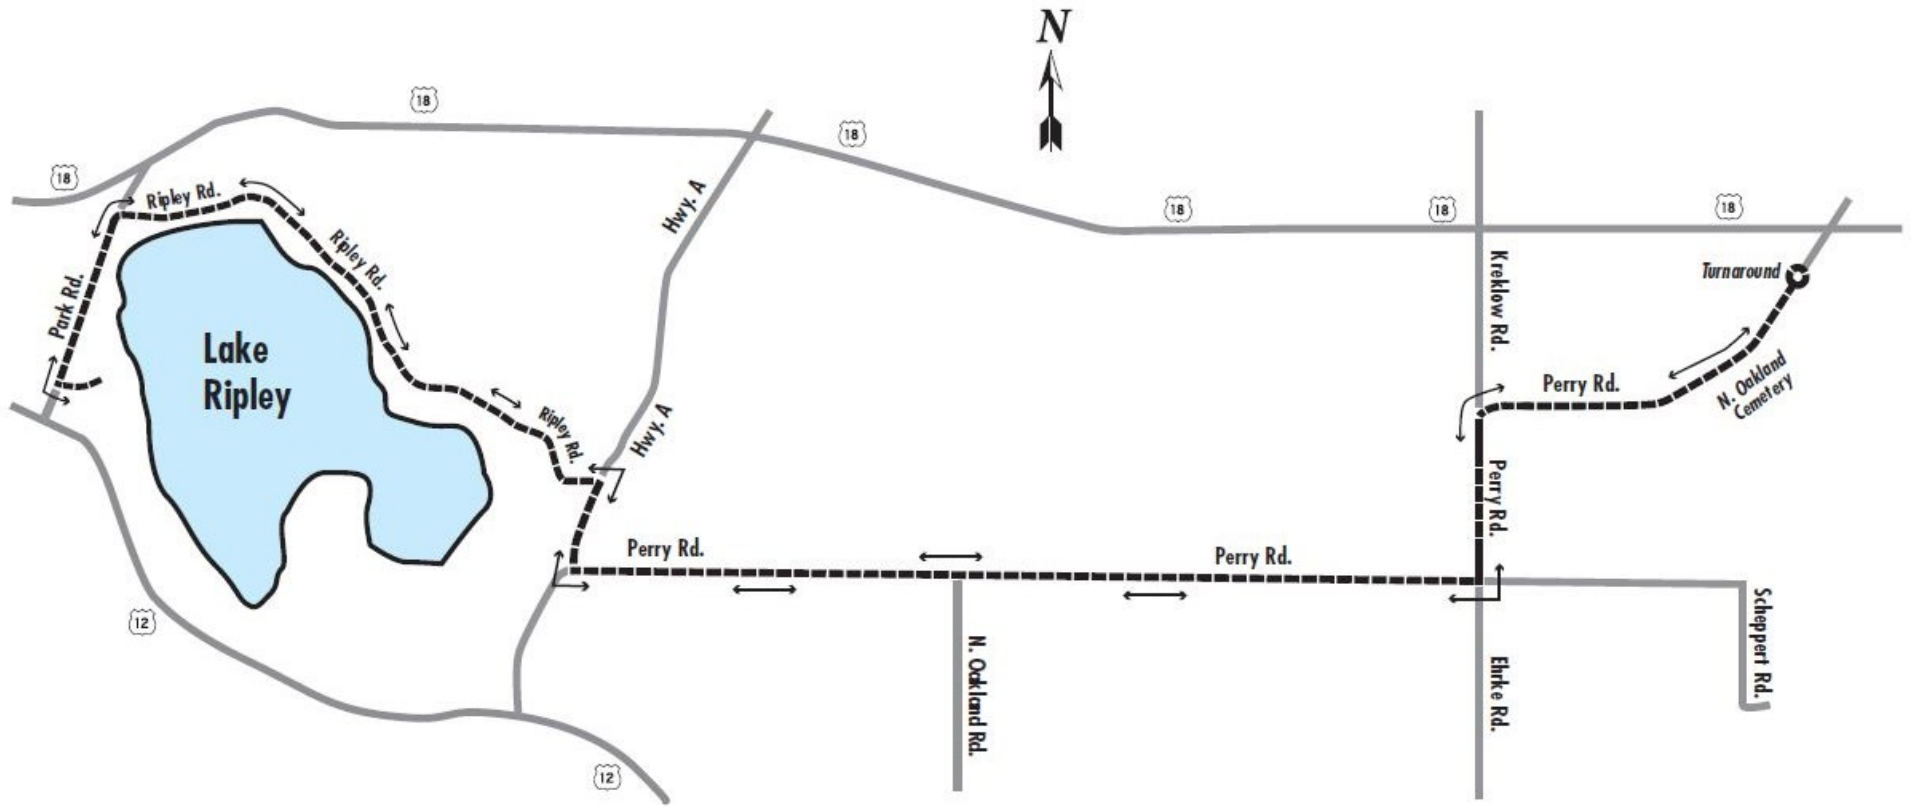 N
18
18
18
18
18
18
Ripley Rd.
Hwy. A
Ripley Rd.
Kreklow Rd.
Turnaround
Park Rd.
Lake
Ripley
Perry Rd.
N. Oakland
Cemetery
Ripley Rd.
Hwy. A
Perry Rd.
Perry Rd.
Perry Rd.
12
N. Oakland Rd.
Ehrke Rd.
Scheppert Rd.
12